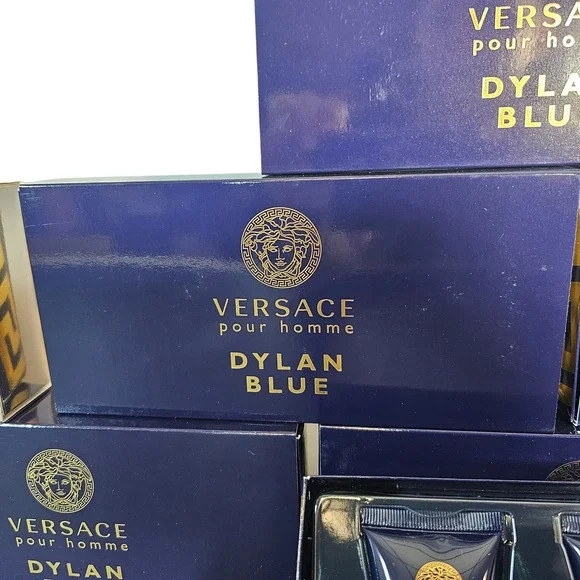 VERSA
pour ho
DYLA
BLUE
VERSACE
pour homme
DYLAN
BLUE
VERSACE
pour homme
DYLAN